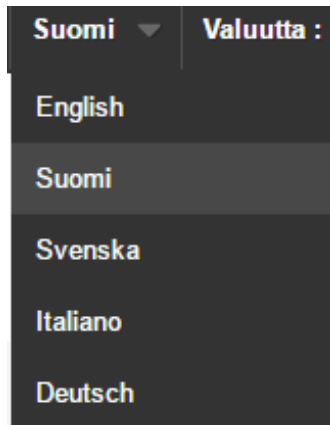 Suomi Valuutta :
English
Suomi
Svenska
Italiano
Deutsch